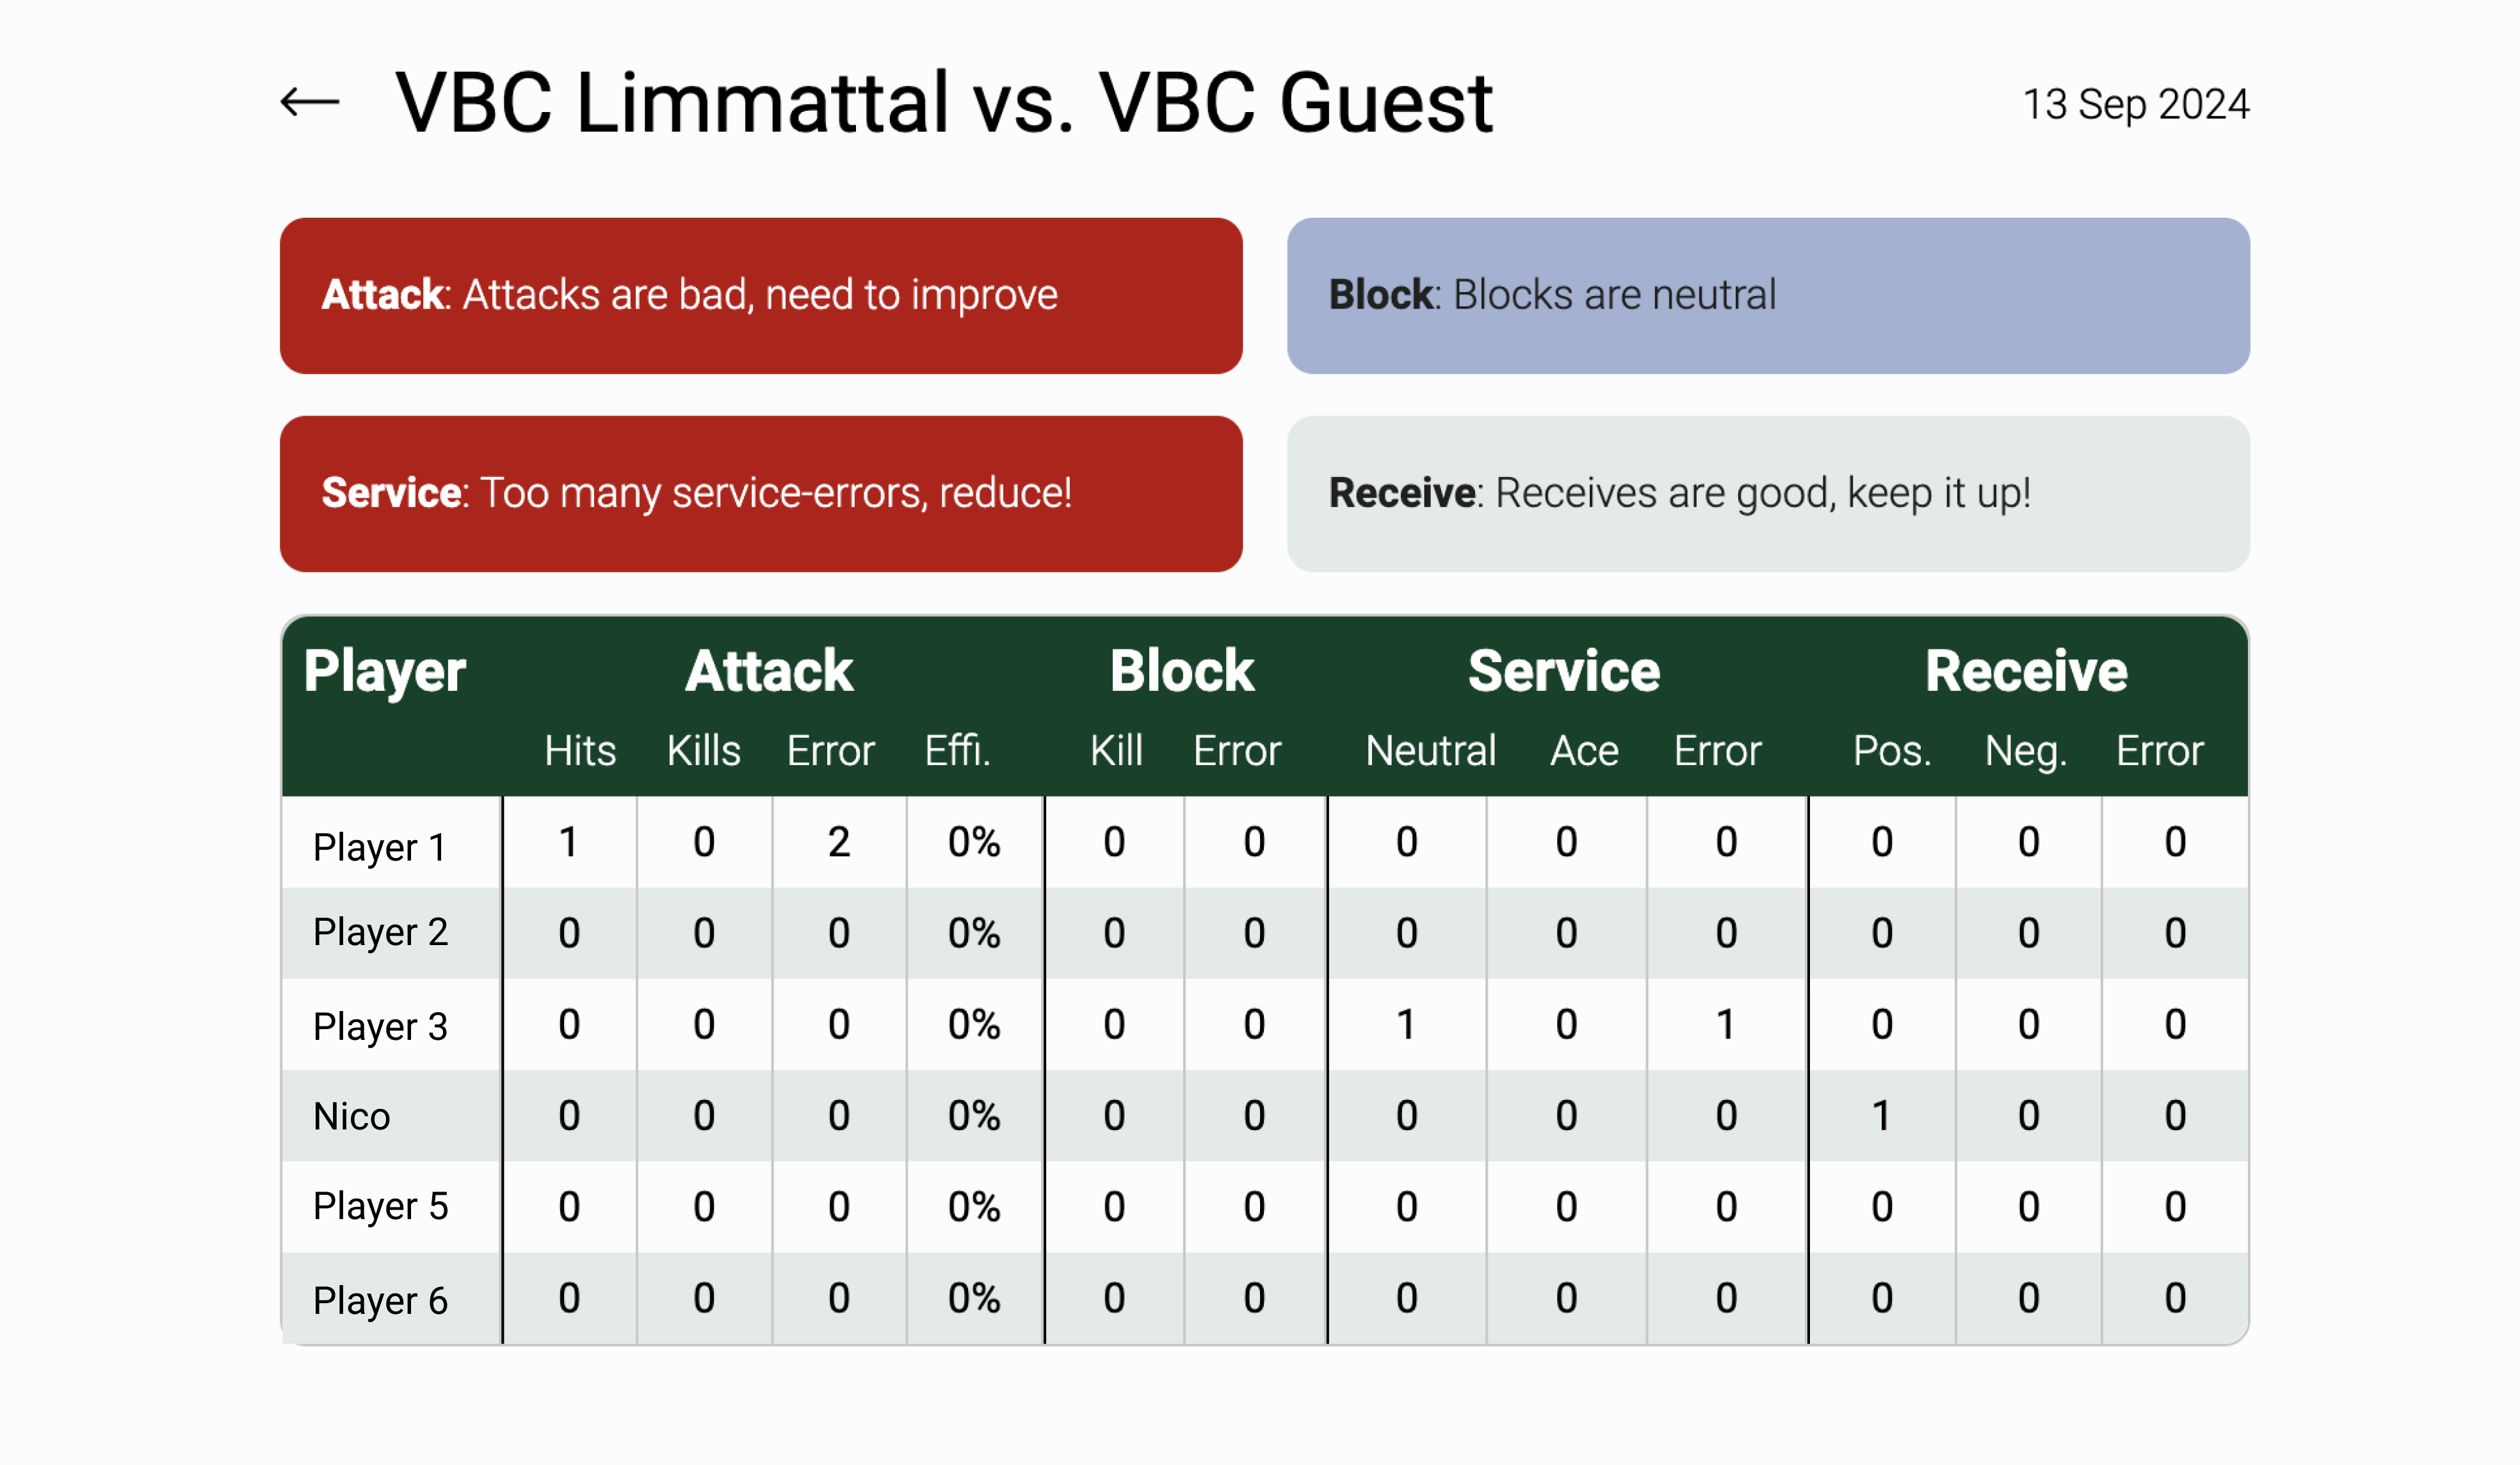 VBC Limmattal vs. VBC Guest
13 Sep 2024
Attack: Attacks are bad, need to improve
Block: Blocks are neutral
Service: Too many service-errors, reduce!
Receive: Receives are good, keep it up!
Player Attack Block Service Receive
Hits Kills Error Effi. Kill Error Neutral Ace Error Pos. Neg. Error
Player 1 1 0 2 0% 0 0 0 0 0 0 0 0
Player 2 0 0 0 0% 0 0 0 0 0 0 0 0
Player 3 0 0 0 0% 0 0 1 0 1 0 0 0
Nico 0 0 0 0% 0 0 0 0 0 1 0 0
Player 5 0 0 0 0% 0 0 0 0 0 0 0 0
Player 6 0 0 0 0% 0 0 0 0 0 0 0 0